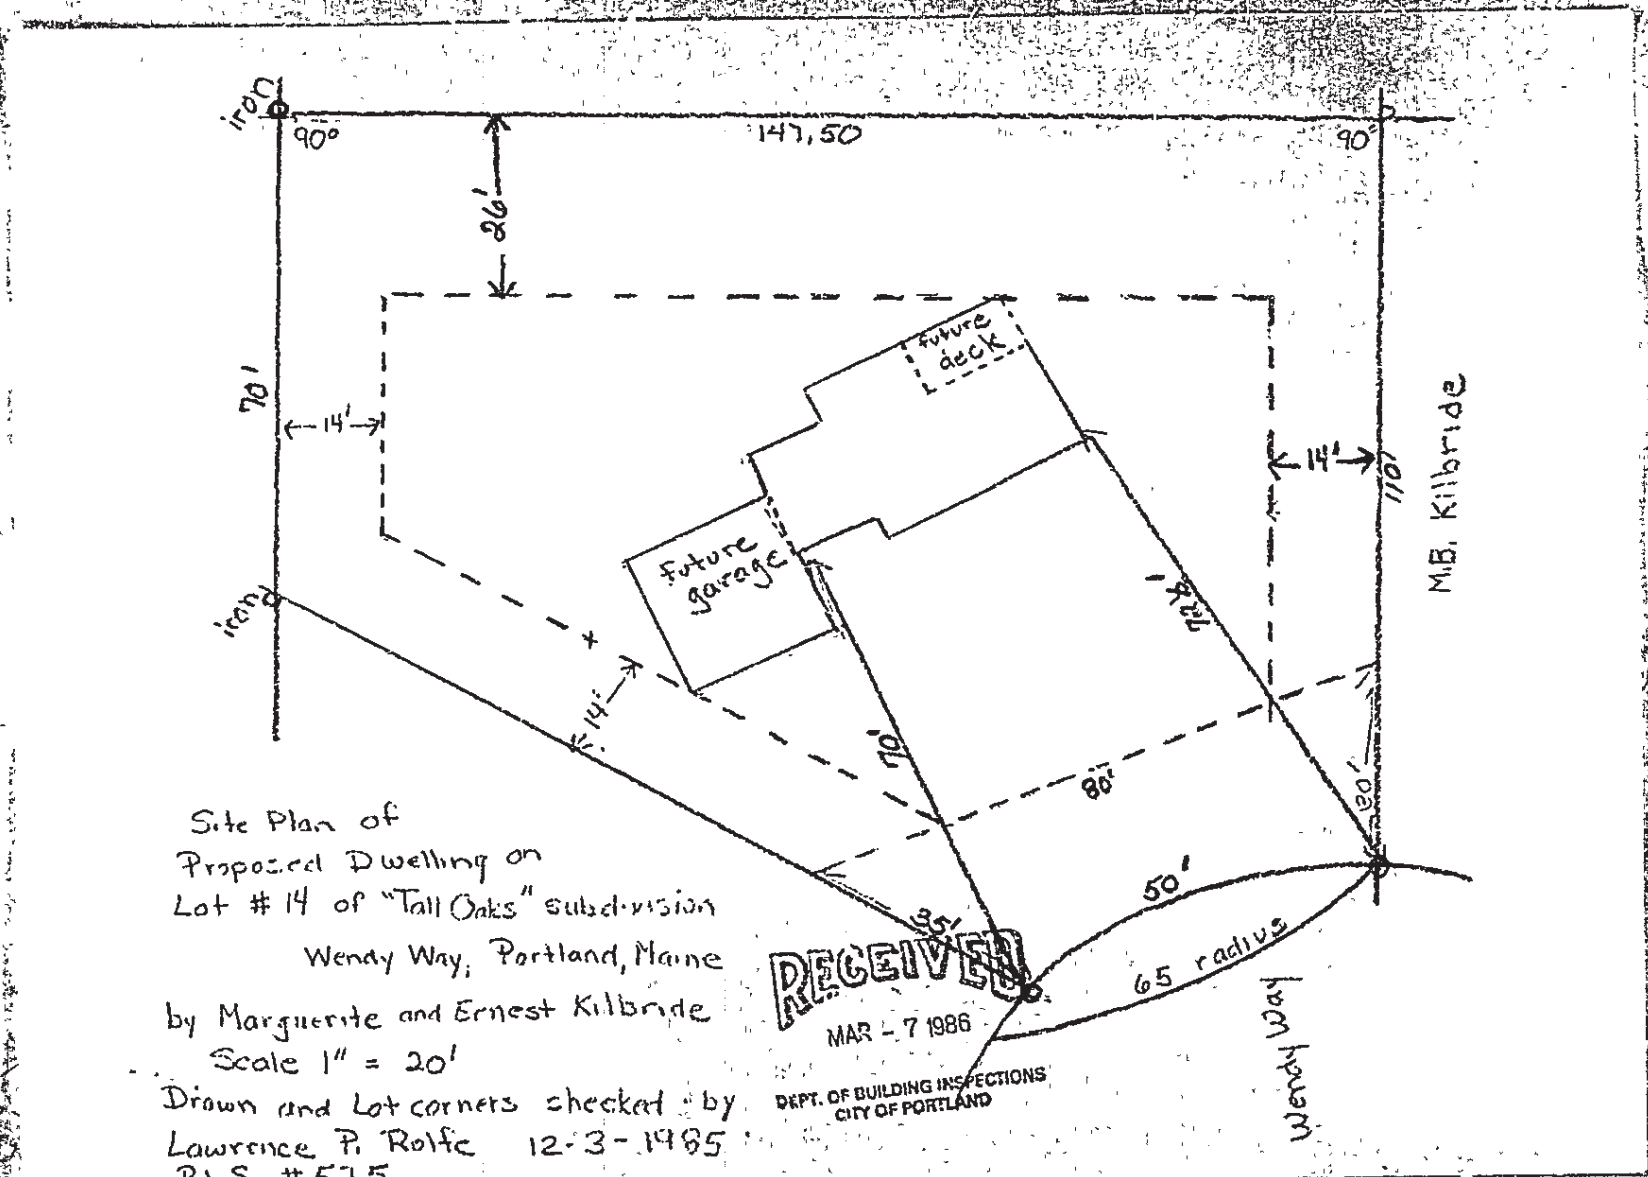 iron
90°
147.50
90°
26'
future
deck
70'
14'
14'
110'
M.B. Kilbride
future
garage
iron
14'
70'
80'
20'
50'
35'
65 radius
Wendy Way
Site Plan of
Proposed Dwelling on
Lot # 14 of "Tall Oaks" subdivision
Wendy Way, Portland, Maine
by Marguerite and Ernest Kilbride
Scale 1" = 20'
Drawn and Lot corners checked by
Lawrence P. Rolfe 12-3-1985
RECEIVED
MAR - 7 1986
DEPT. OF BUILDING INSPECTIONS
CITY OF PORTLAND